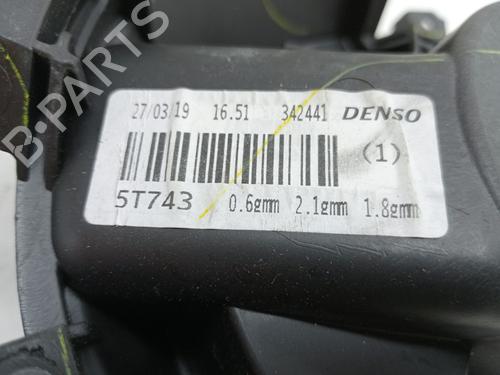 27/03/19 16.51 342441 DENSO
(1)
5T743 0.6gmm 2.1gmm 1.8gmm
B-PARTS